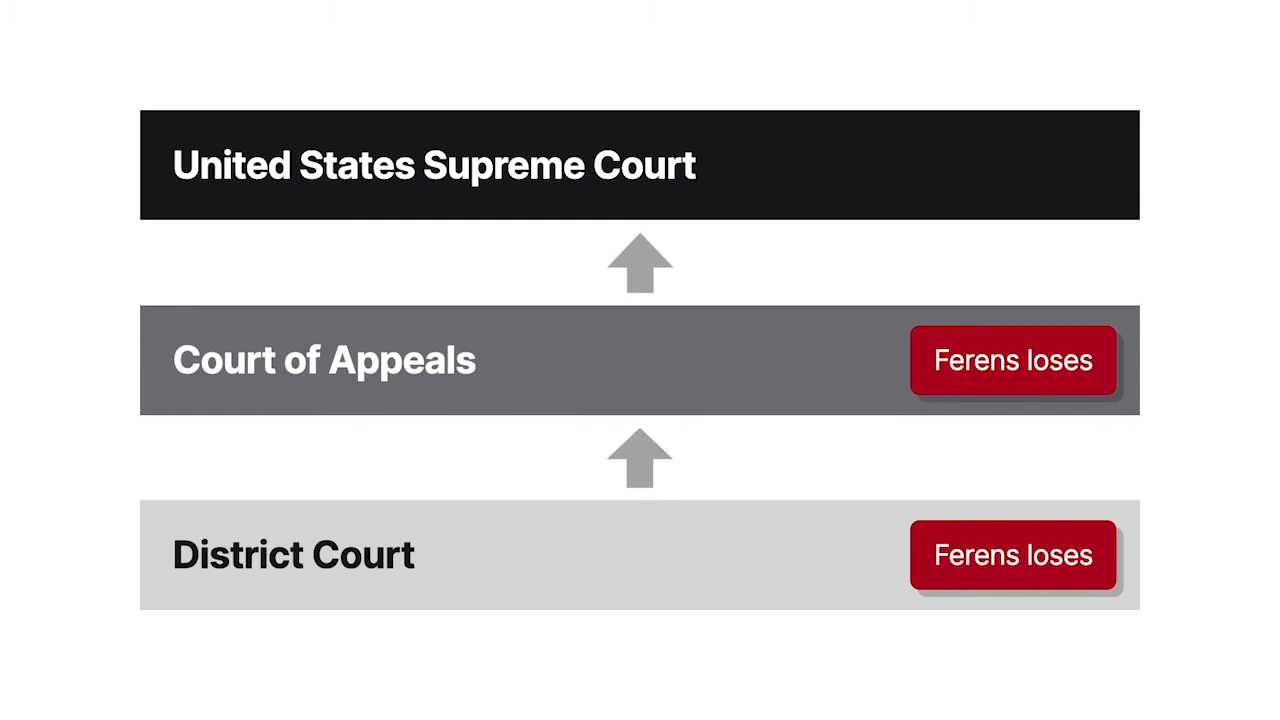 United States Supreme Court
Court of Appeals
Ferens loses
District Court
Ferens loses